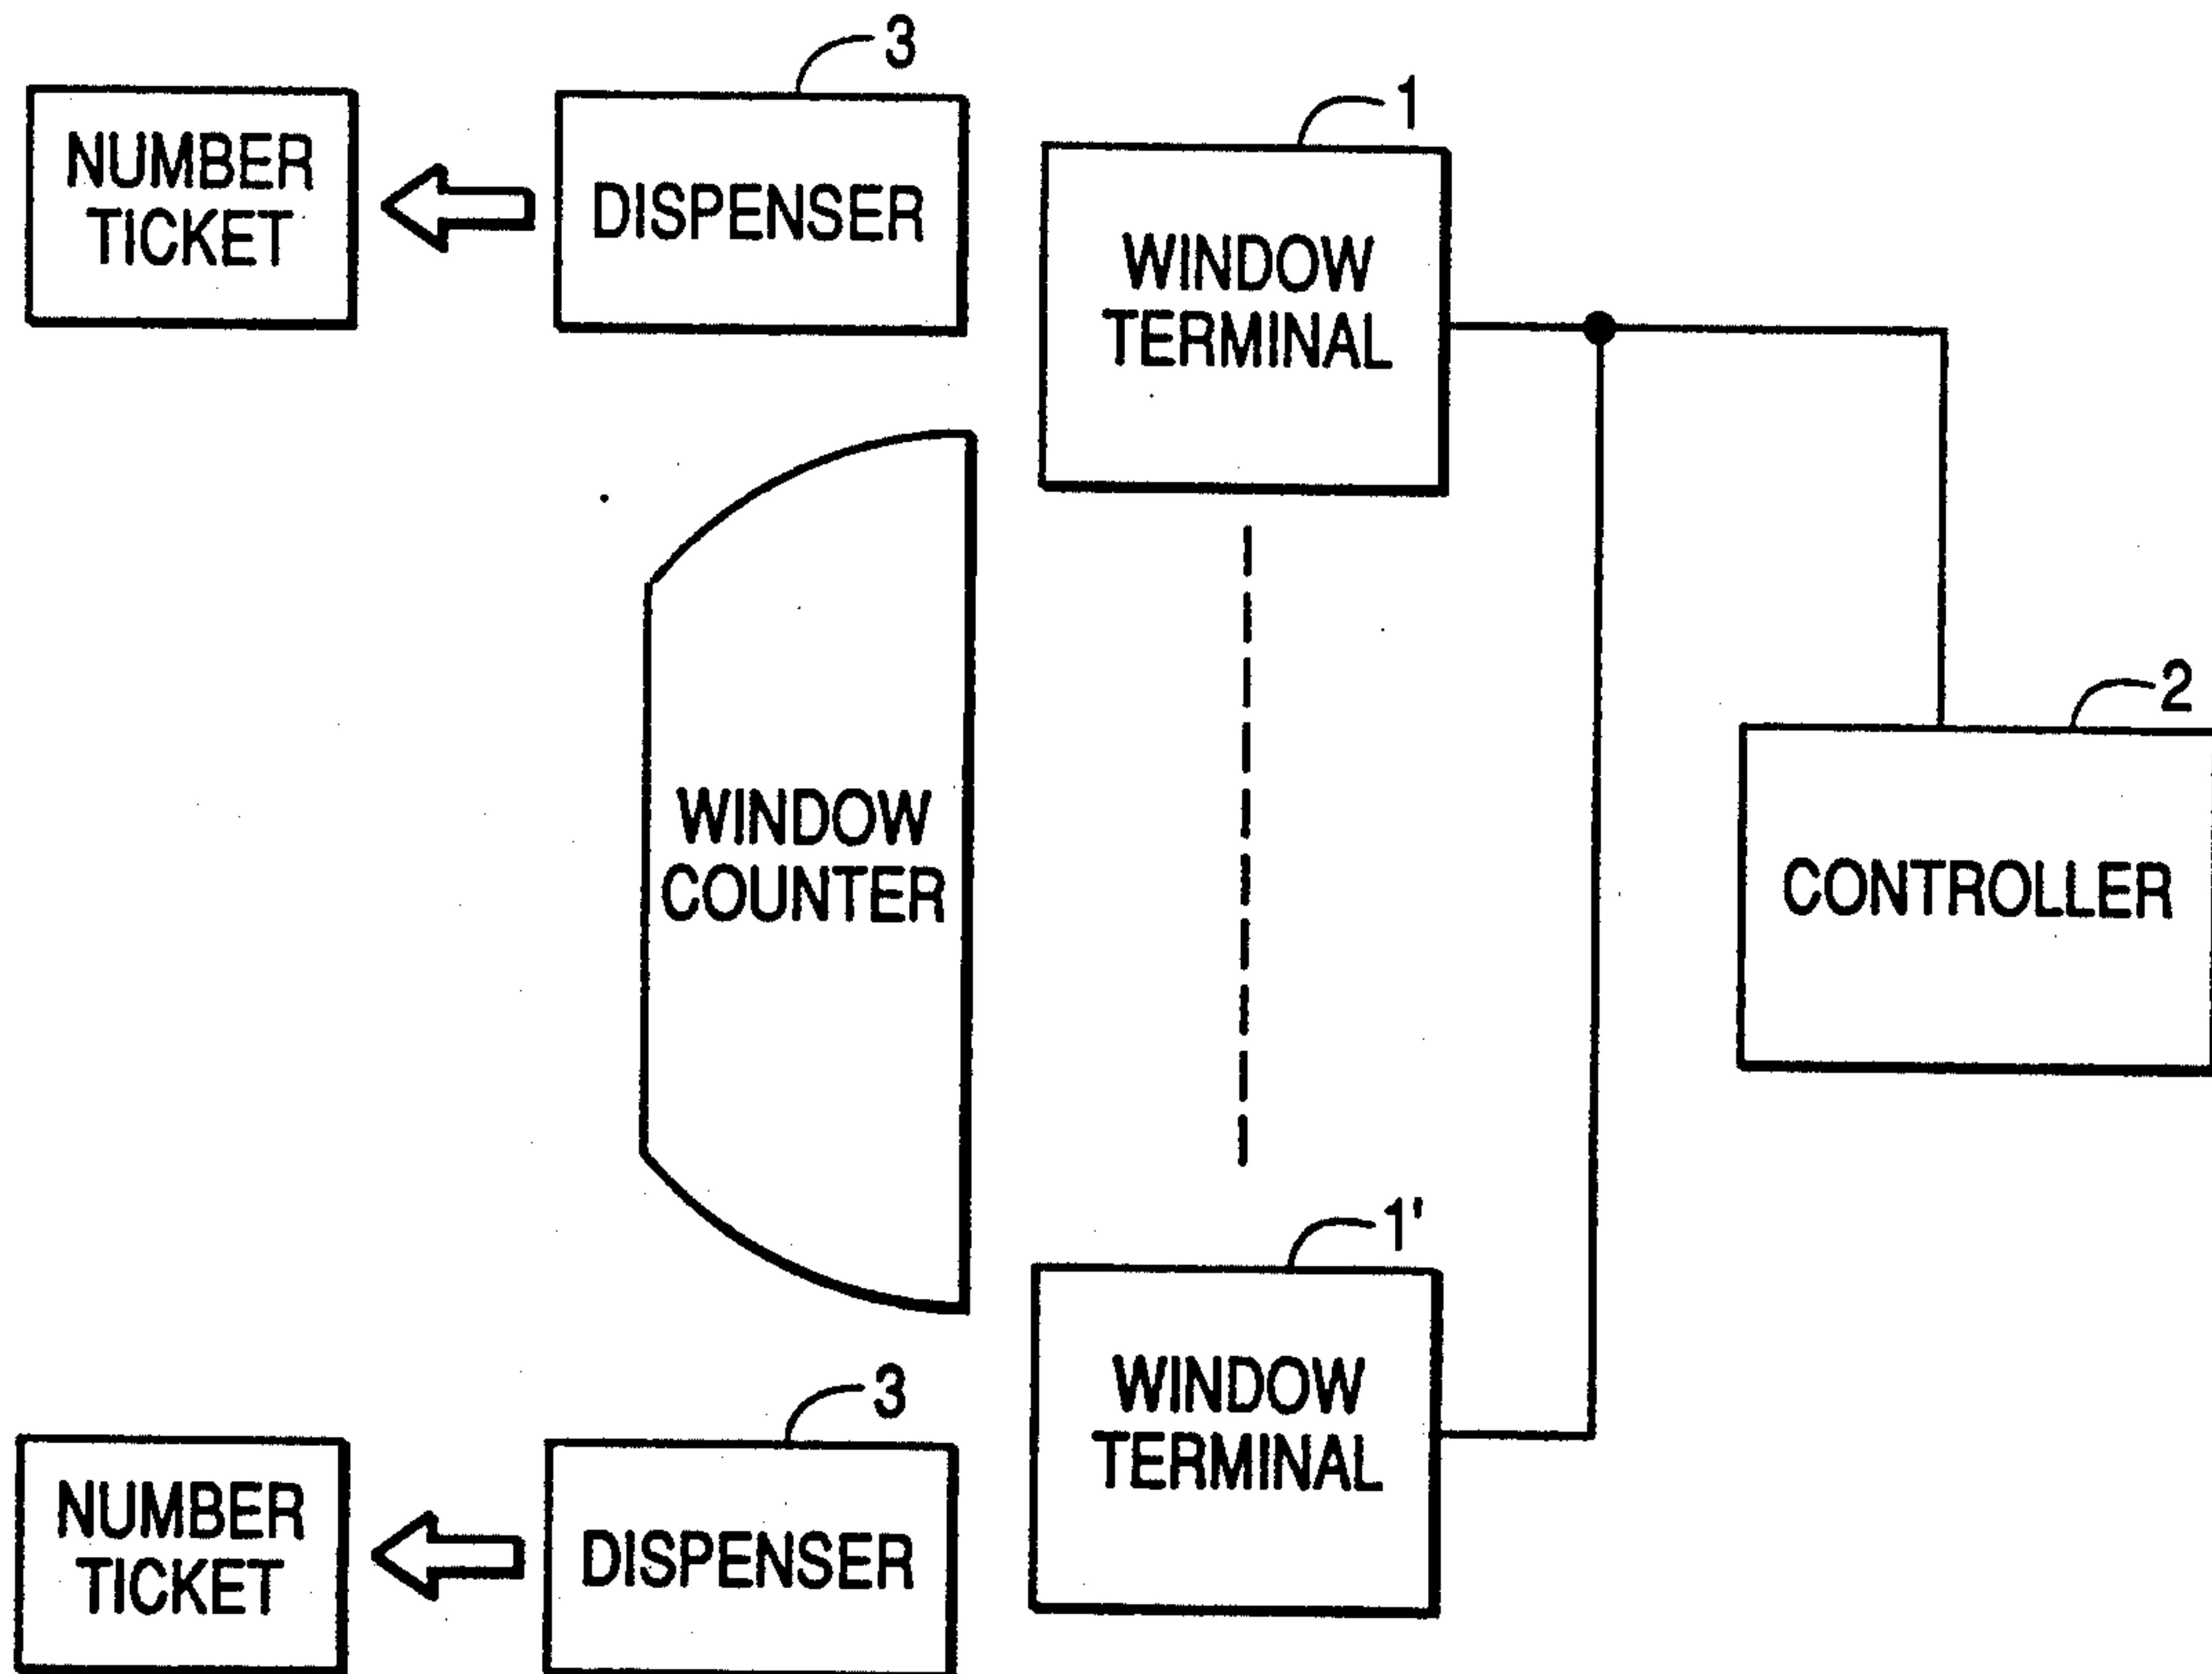 3
NUMBER
TICKET
DISPENSER
1
WINDOW
TERMINAL
2
CONTROLLER
WINDOW
COUNTER
1'
WINDOW
TERMINAL
3
NUMBER
TICKET
DISPENSER